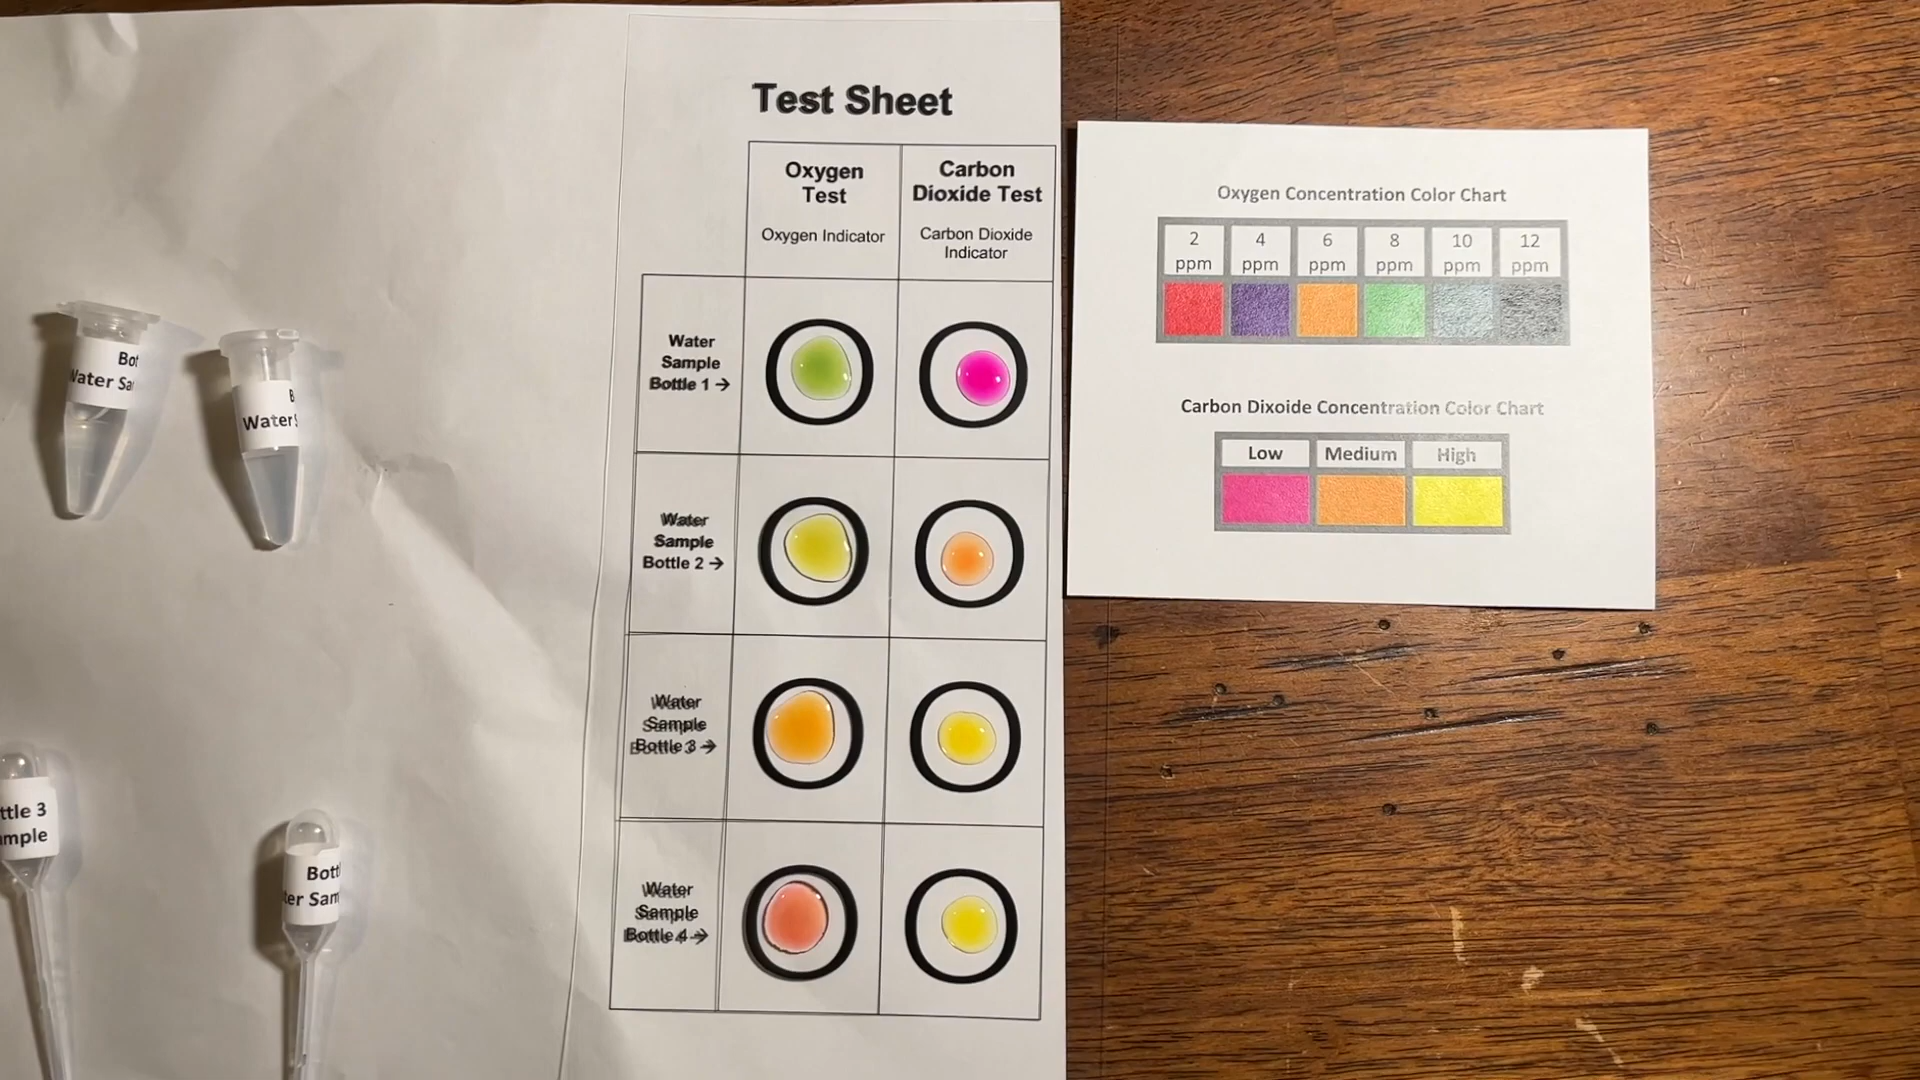 Test Sheet
Oxygen
Test
Oxygen Indicator
Carbon
Dioxide Test
Carbon Dioxide
Indicator
Water
Sample
Bottle 1 →
Water
Sample
Bottle 2 →
Water
Sample
Bottle 3 →
Water
Sample
Bottle 4 →
Oxygen Concentration Color Chart
2
ppm
4
ppm
6
ppm
8
ppm
10
ppm
12
ppm
Carbon Dixoide Concentration Color Chart
Low
Medium
High
Bot
Water Sa
B
Water S
ttle 3
mple
Bott
ter Sam